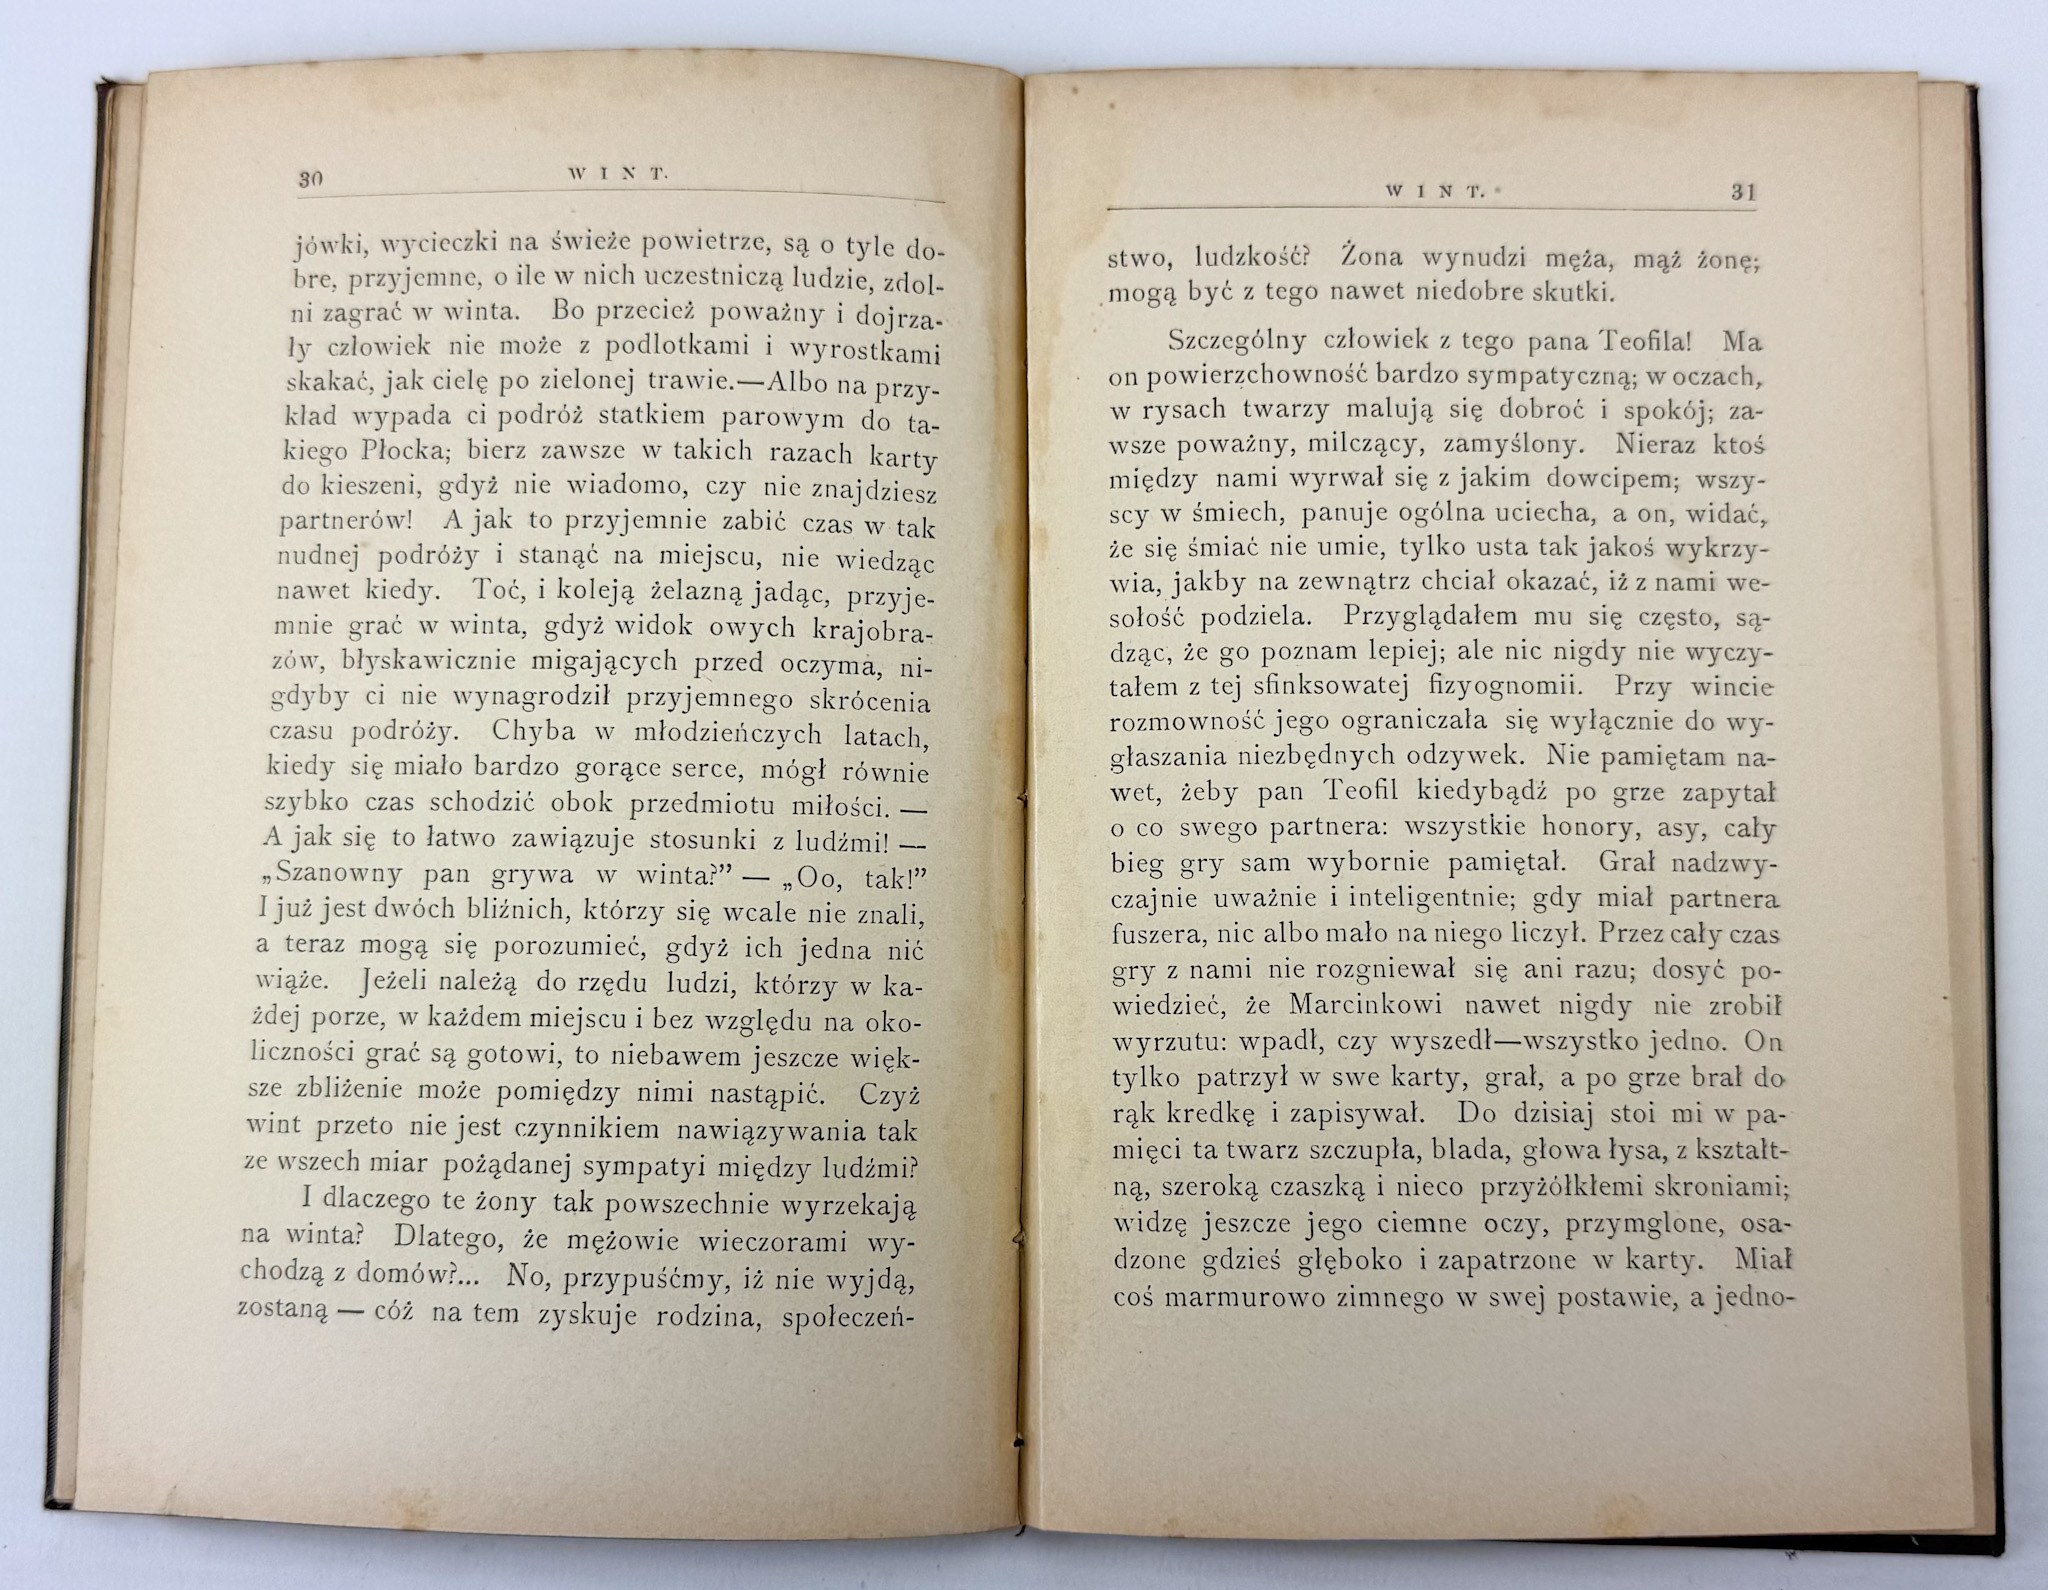 30
WINT.
jówki, wycieczki na świeże powietrze, są o tyle do-
bre, przyjemne, o ile w nich uczestniczą ludzie, zdol-
ni zagrać w winta. Bo przecież poważny i dojrza-
ły człowiek nie może z podlotkami i wyrostkami
skakać, jak cielę po zielonej trawie.—Albo na przy-
kład wypada ci podróż statkiem parowym do ta-
kiego Płocka; bierz zawsze w takich razach karty
do kieszeni, gdyż nie wiadomo, czy nie znajdziesz
partnerów! A jak to przyjemnie zabić czas w tak
nudnej podróży i stanąć na miejscu, nie wiedząc
nawet kiedy. Toć, i koleją żelazną jadąc, przyje-
mnie grać w winta, gdyż widok owych krajobra-
zów, błyskawicznie migających przed oczyma, ni-
gdyby ci nie wynagrodził przyjemnego skrócenia
czasu podróży. Chyba w młodzieńczych latach,
kiedy się miało bardzo gorące serce, mógł równie
szybko czas schodzić obok przedmiotu miłości. —
A jak się to łatwo zawiązuje stosunki z ludźmi! —
„Szanowny pan grywa w winta?” — „Oo, tak!”
I już jest dwóch bliźnich, którzy się wcale nie znali,
a teraz mogą się porozumieć, gdyż ich jedna nić
wiąże. Jeżeli należą do rzędu ludzi, którzy w ka-
żdej porze, w każdem miejscu i bez względu na oko-
liczności grać są gotowi, to niebawem jeszcze więk-
sze zbliżenie może pomiędzy nimi nastąpić. Czyż
wint przeto nie jest czynnikiem nawiązywania tak
ze wszech miar pożądanej sympatyi między ludźmi?
I dlaczego te żony tak powszechnie wyrzekają
na winta? Dlatego, że mężowie wieczorami wy-
chodzą z domów?... No, przypuśćmy, iż nie wyjdą,
zostaną — cóż na tem zyskuje rodzina, społeczeń-
WINT.
31
stwo, ludzkość? Żona wynudzi męża, mąż żonę;
mogą być z tego nawet niedobre skutki.
Szczególny człowiek z tego pana Teofila! Ma
on powierzchowność bardzo sympatyczną; w oczach,
w rysach twarzy malują się dobroć i spokój; za-
wsze poważny, milczący, zamyślony. Nieraz ktoś
między nami wyrwał się z jakim dowcipem; wszy-
scy w śmiech, panuje ogólna uciecha, a on, widać,
że się śmiać nie umie, tylko usta tak jakoś wykrzy-
wia, jakby na zewnątrz chciał okazać, iż z nami we-
sołość podziela. Przyglądałem mu się często, są-
dząc, że go poznam lepiej; ale nic nigdy nie wyczy-
tałem z tej sfinksowatej fizyognomii. Przy wincie
rozmowność jego ograniczała się wyłącznie do wy-
głaszania niezbędnych odzywek. Nie pamiętam na-
wet, żeby pan Teofil kiedybądź po grze zapytał
o co swego partnera: wszystkie honory, asy, cały
bieg gry sam wybornie pamiętał. Grał nadzwy-
czajnie uważnie i inteligentnie; gdy miał partnera
fuszera, nic albo mało na niego liczył. Przez cały czas
gry z nami nie rozgniewał się ani razu; dosyć po-
wiedzieć, że Marcinkowi nawet nigdy nie zrobił
wyrzutu: wpadł, czy wyszedł—wszystko jedno. On
tylko patrzył w swe karty, grał, a po grze brał do
rąk kredkę i zapisywał. Do dzisiaj stoi mi w pa-
mięci ta twarz szczupła, blada, głowa łysa, z kształt-
ną, szeroką czaszką i nieco przyżółkłemi skroniami;
widzę jeszcze jego ciemne oczy, przymglone, osa-
dzone gdzieś głęboko i zapatrzone w karty. Miał
coś marmurowo zimnego w swej postawie, a jedno-